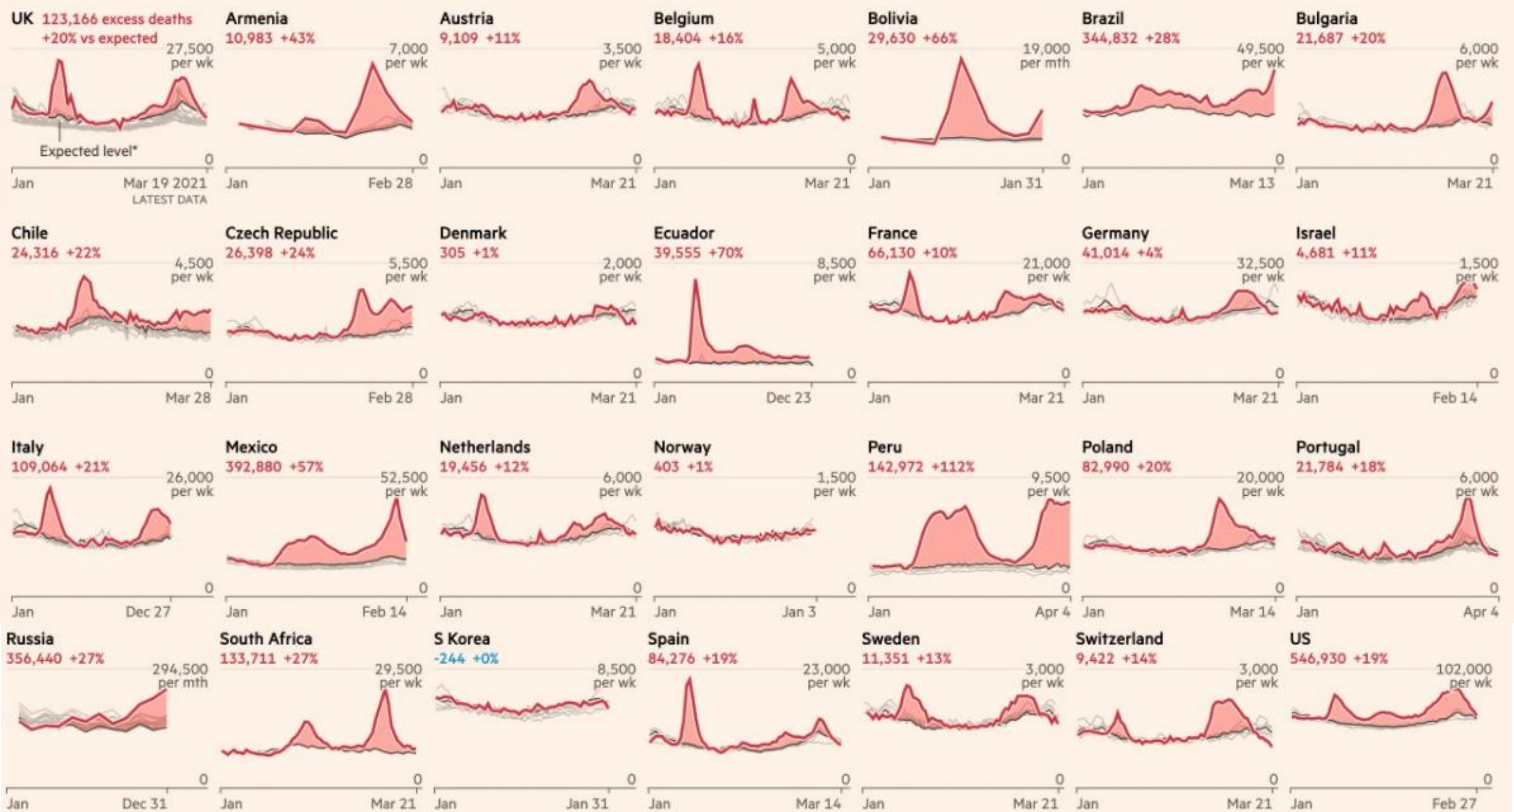 UK 123,166 excess deaths
+20% vs expected
27,500
per wk
Expected level*
0
Jan Mar 19 2021
LATEST DATA
Armenia
10,983 +43%
7,000
per wk
0
Jan Feb 28
Austria
9,109 +11%
3,500
per wk
0
Jan Mar 21
Belgium
18,404 +16%
5,000
per wk
0
Jan Mar 21
Bolivia
29,630 +66%
19,000
per mth
0
Jan Jan 31
Brazil
344,832 +28%
49,500
per wk
0
Jan Mar 13
Bulgaria
21,687 +20%
6,000
per wk
0
Jan Mar 21
Chile
24,316 +22%
4,500
per wk
0
Jan Mar 28
Czech Republic
26,398 +24%
5,500
per wk
0
Jan Feb 28
Denmark
305 +1%
2,000
per wk
0
Jan Mar 21
Ecuador
39,555 +70%
8,500
per wk
0
Jan Dec 23
France
66,130 +10%
21,000
per wk
0
Jan Mar 21
Germany
41,014 +4%
32,500
per wk
0
Jan Mar 21
Israel
4,681 +11%
1,500
per wk
0
Jan Feb 14
Italy
109,064 +21%
26,000
per wk
0
Jan Dec 27
Mexico
392,880 +57%
52,500
per wk
0
Jan Feb 14
Netherlands
19,456 +12%
6,000
per wk
0
Jan Mar 21
Norway
403 +1%
1,500
per wk
0
Jan Jan 3
Peru
142,972 +112%
9,500
per wk
0
Jan Apr 4
Poland
82,990 +20%
20,000
per wk
0
Jan Mar 14
Portugal
21,784 +18%
6,000
per wk
0
Jan Apr 4
Russia
356,440 +27%
294,500
per mth
0
Jan Dec 31
South Africa
133,711 +27%
29,500
per wk
0
Jan Mar 21
S Korea
-244 +0%
8,500
per wk
0
Jan Jan 31
Spain
84,276 +19%
23,000
per wk
0
Jan Mar 14
Sweden
11,351 +13%
3,000
per wk
0
Jan Mar 21
Switzerland
9,422 +14%
3,000
per wk
0
Jan Mar 21
US
546,930 +19%
102,000
per wk
0
Jan Feb 27